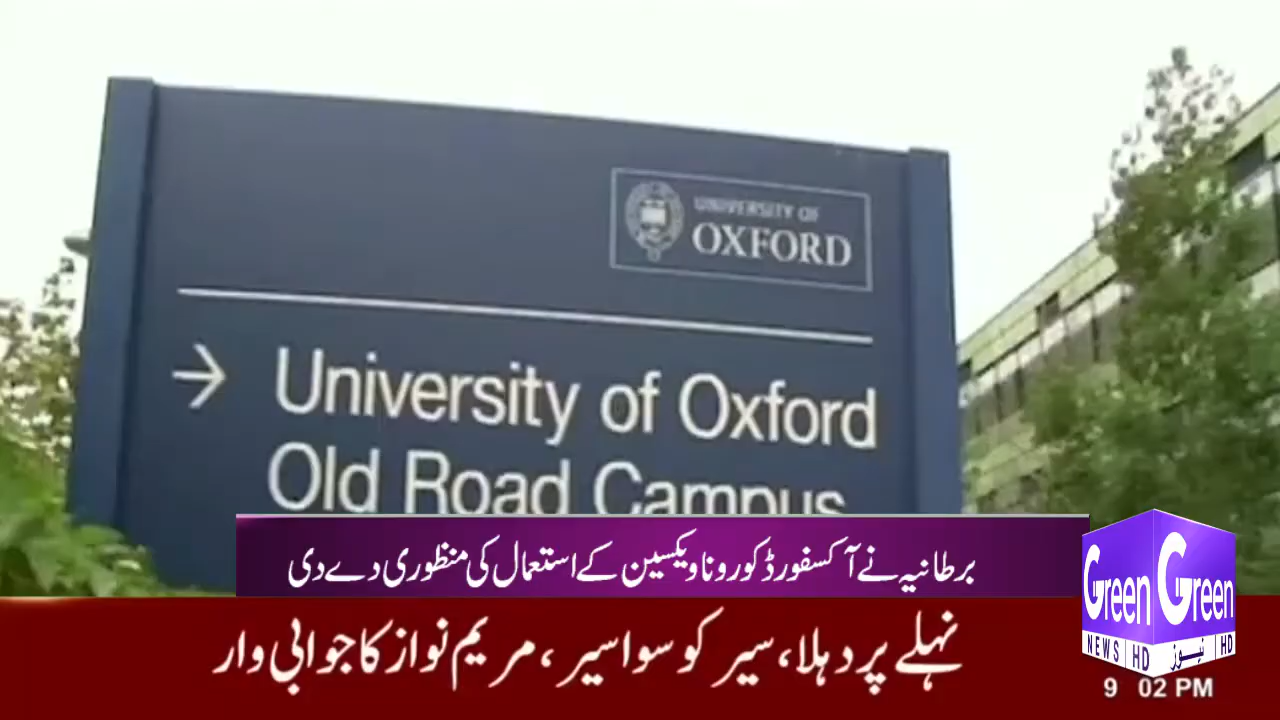 UNIVERSITY OF
OXFORD
→ University of Oxford
Old Road Campus
برطانیہ نے آکسفورڈ کورونا ویکسین کے استعمال کی منظوری دے دی
نہلے پر دہلا، سیر کو سوا سیر، مریم نواز کا جوابی وار
Green Green
NEWS HD نیوز HD
9 02 PM